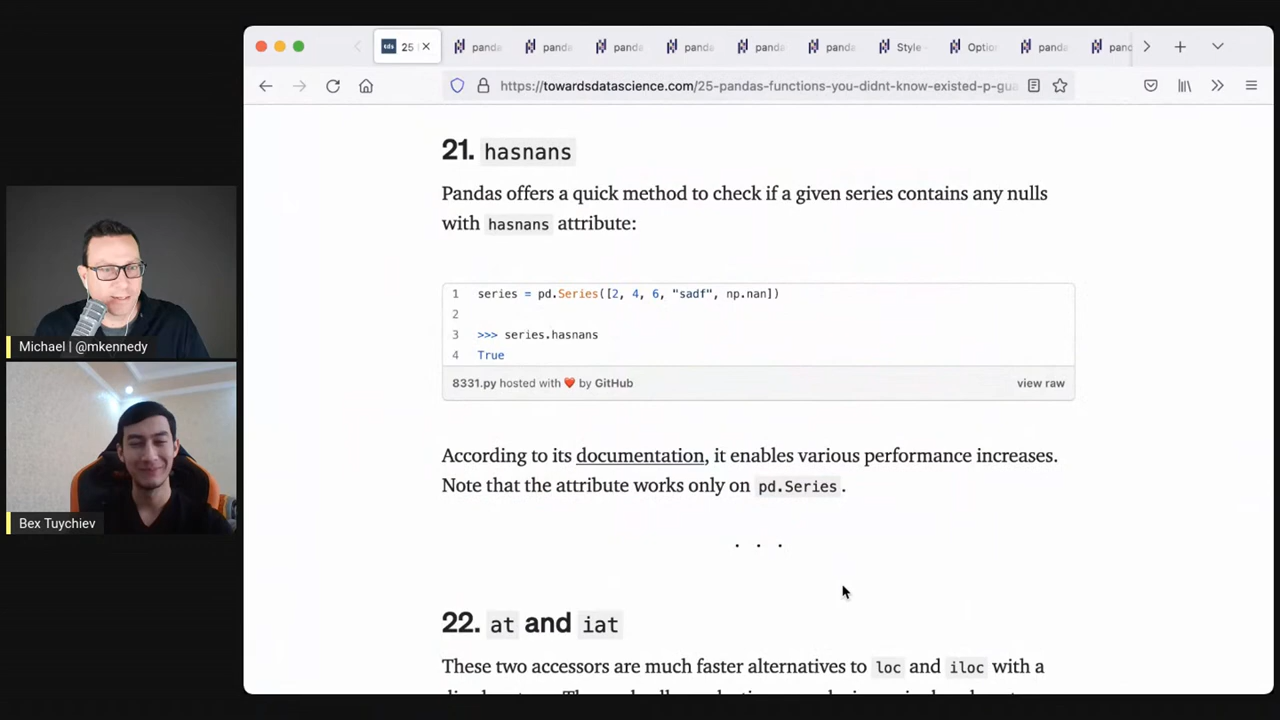 25
panda
panda
panda
panda
panda
panda
Style
Optio
panda
pand
https://towardsdatascience.com/25-pandas-functions-you-didnt-know-existed-p-gua
21. hasnans
Pandas offers a quick method to check if a given series contains any nulls
with hasnans attribute:
1 series = pd.Series([2, 4, 6, "sadf", np.nan])
2
3 >>> series.hasnans
4 True
8331.py hosted with ❤ by GitHub view raw
According to its documentation, it enables various performance increases.
Note that the attribute works only on pd.Series.
. . .
22. at and iat
These two accessors are much faster alternatives to loc and iloc with a
Michael | @mkennedy
Bex Tuychiev